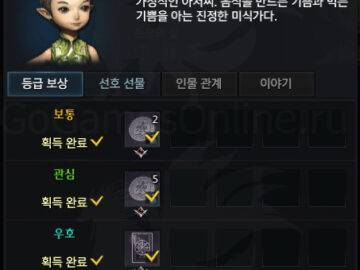 가정적인 아저씨. 음식을 만드는 기쁨과 먹는
기쁨을 아는 진정한 미식가다.
등급 보상 선호 선물 인물 관계 이야기
보통
2
획득 완료
관심
5
획득 완료
우호
획득 완료
GoGamesOnline.ru